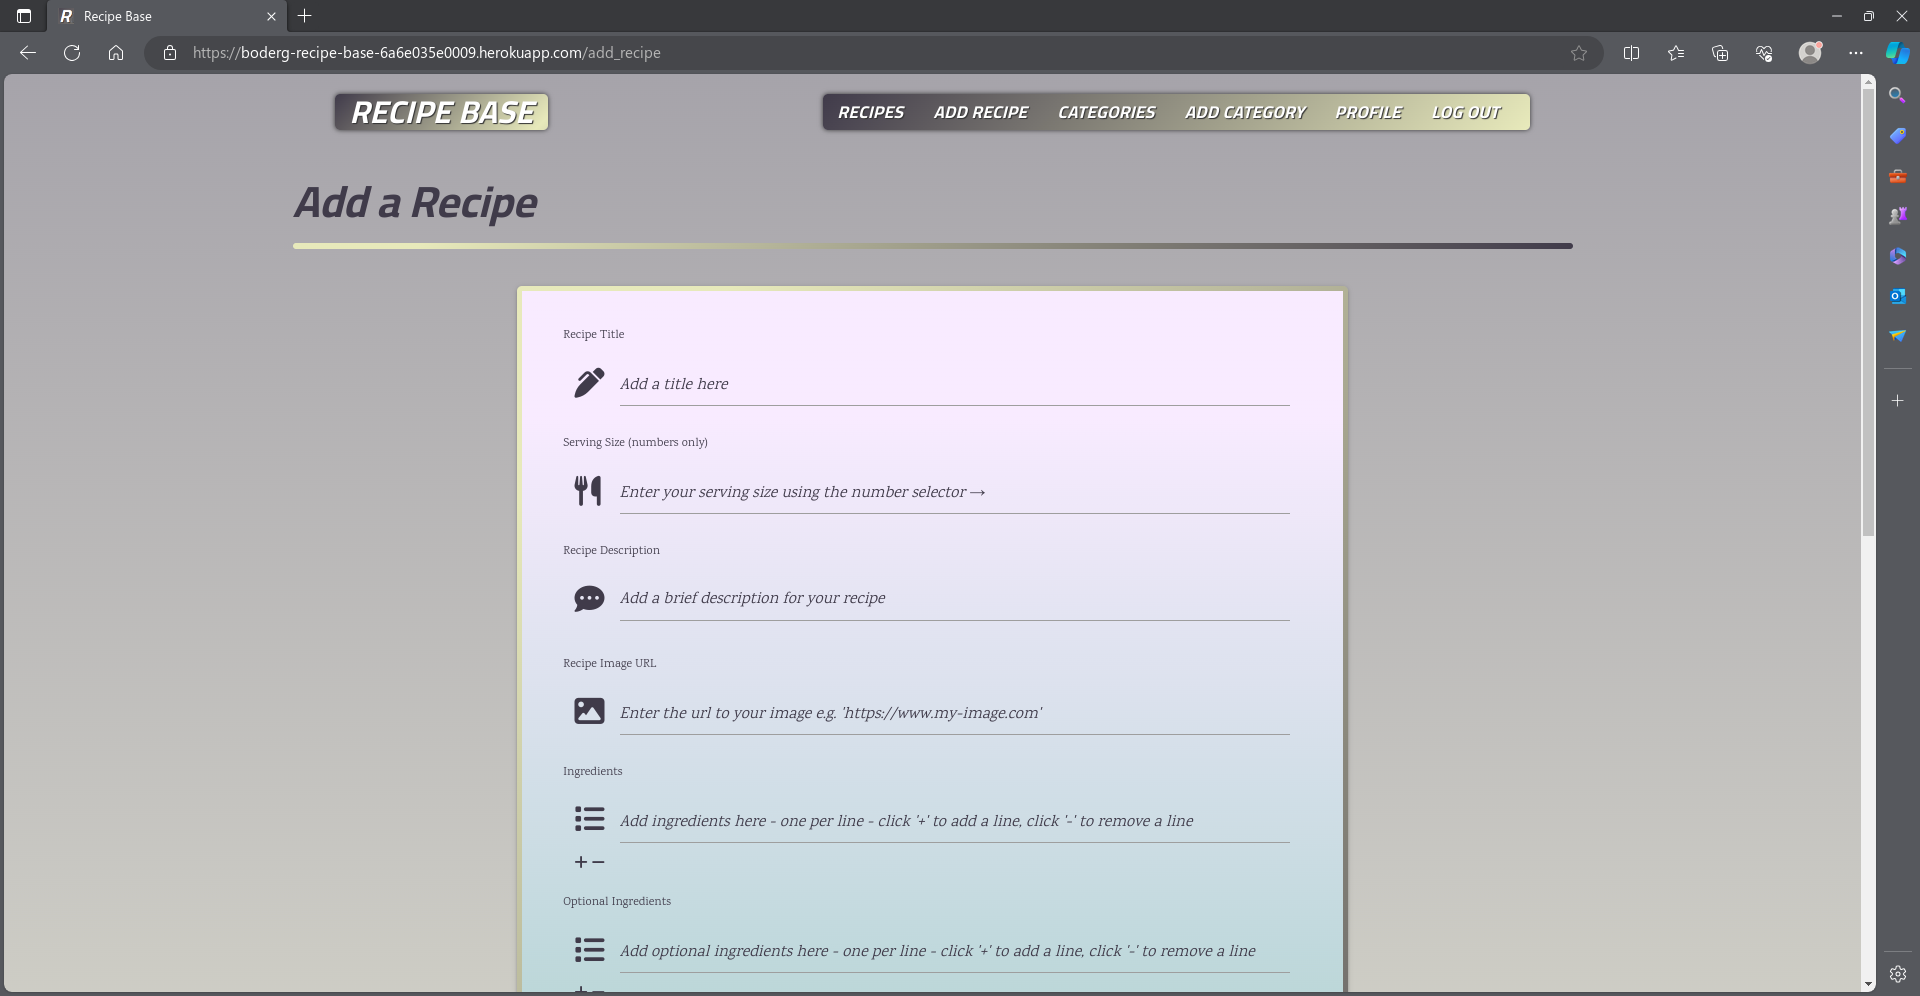 Recipe Base
https://boderg-recipe-base-6a6e035e0009.herokuapp.com/add_recipe
RECIPE BASE
RECIPES ADD RECIPE CATEGORIES ADD CATEGORY PROFILE LOG OUT
Add a Recipe
Recipe Title
Add a title here
Serving Size (numbers only)
Enter your serving size using the number selector →
Recipe Description
Add a brief description for your recipe
Recipe Image URL
Enter the url to your image e.g. 'https://www.my-image.com'
Ingredients
Add ingredients here - one per line - click '+' to add a line, click '-' to remove a line
+ −
Optional Ingredients
Add optional ingredients here - one per line - click '+' to add a line, click '-' to remove a line